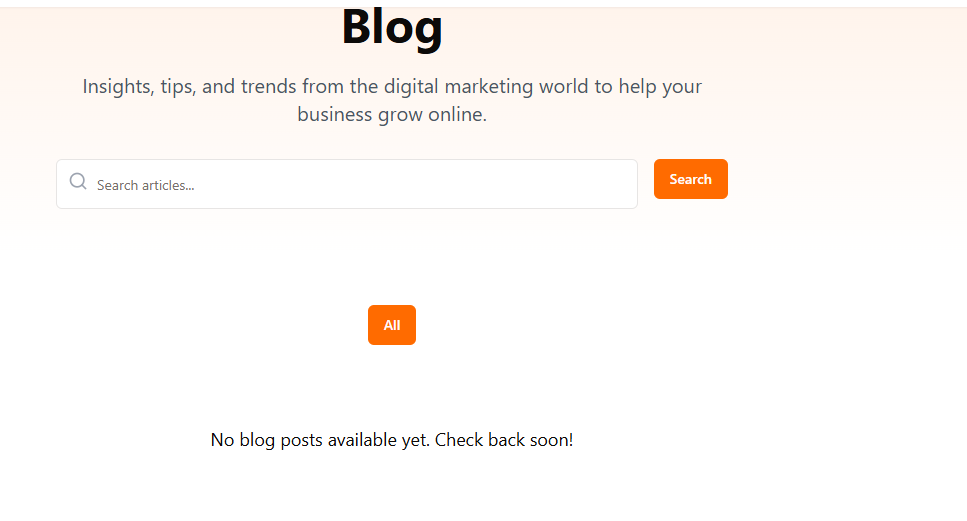 Blog
Insights, tips, and trends from the digital marketing world to help your
business grow online.
Search articles...
Search
All
No blog posts available yet. Check back soon!